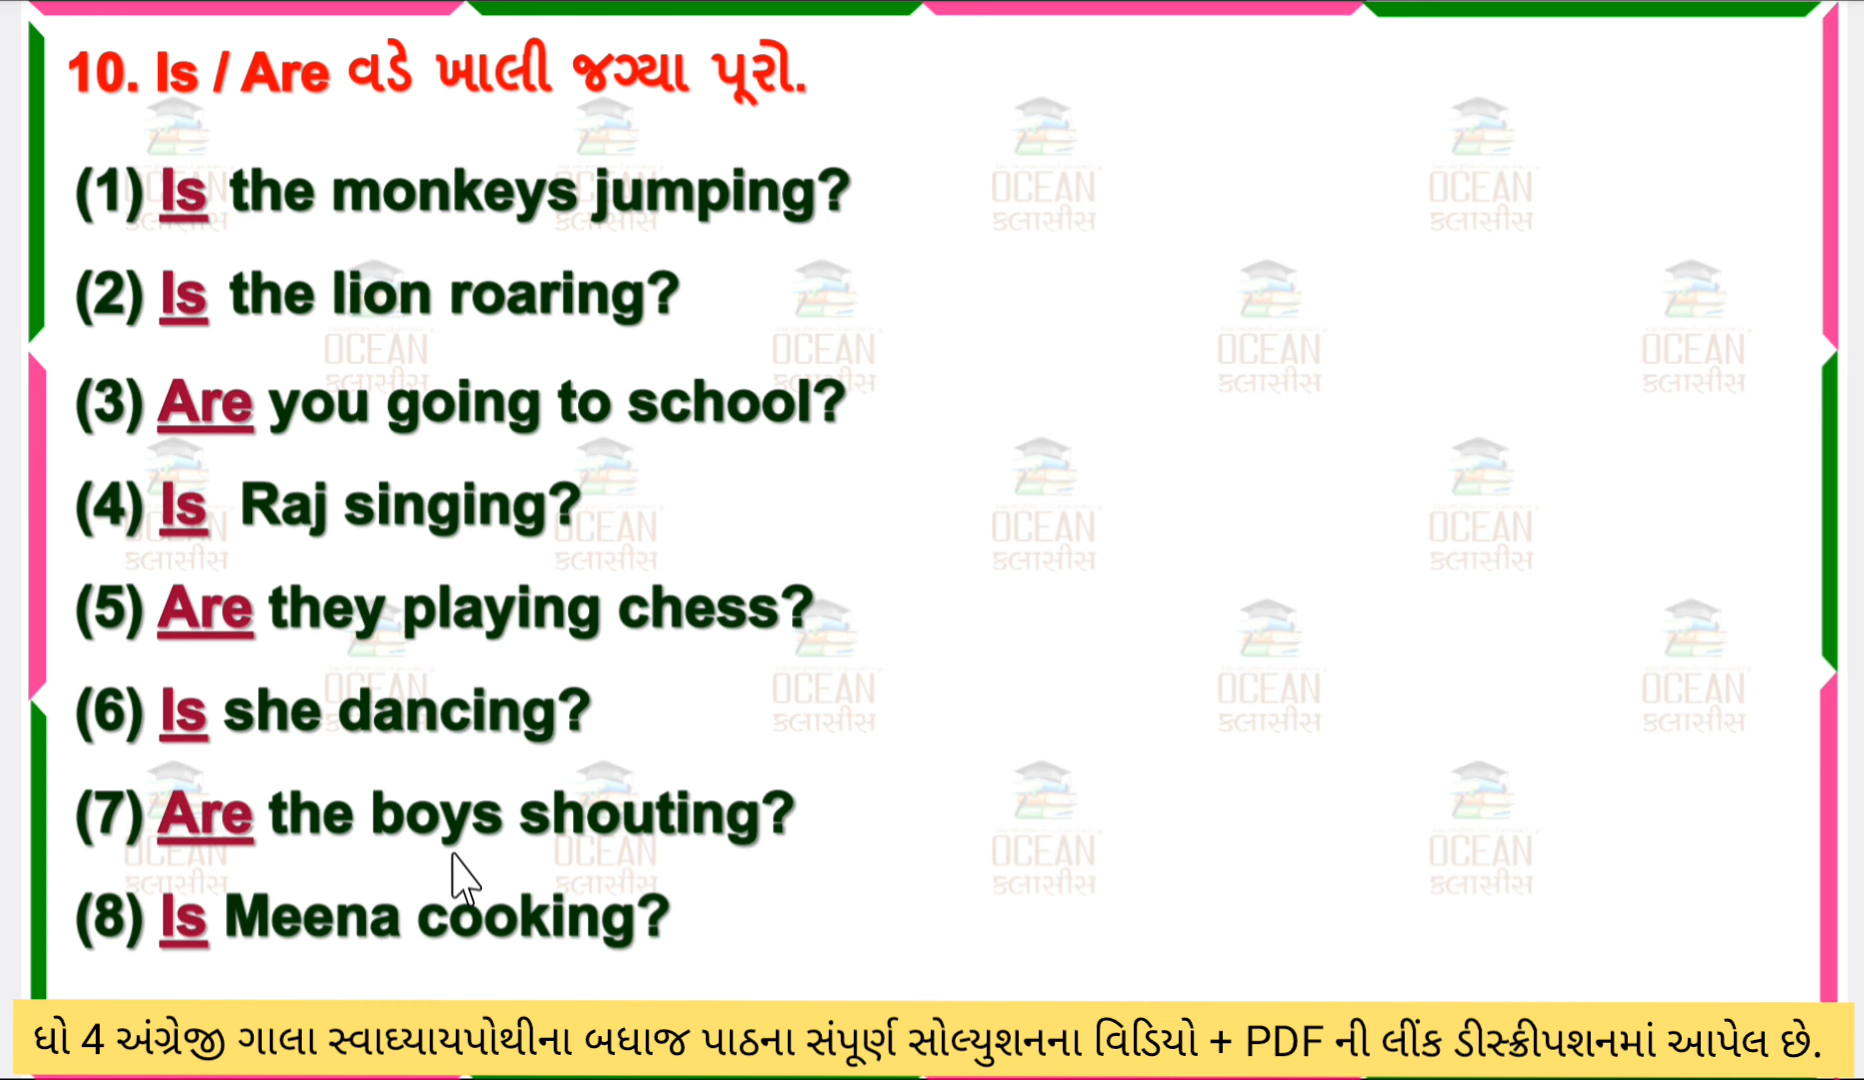 10. Is / Are વડે ખાલી જગ્યા પૂરો.
(1) Is the monkeys jumping?
(2) Is the lion roaring?
(3) Are you going to school?
(4) Is Raj singing?
(5) Are they playing chess?
(6) Is she dancing?
(7) Are the boys shouting?
(8) Is Meena cooking?
ધો 4 અંગ્રેજી ગાલા સ્વાધ્યાયપોથીના બધાજ પાઠના સંપૂર્ણ સોલ્યુશનના વિડિયો + PDF ની લીંક ડીસ્ક્રીપશનમાં આપેલ છે.
OCEAN
ક્લાસીસ